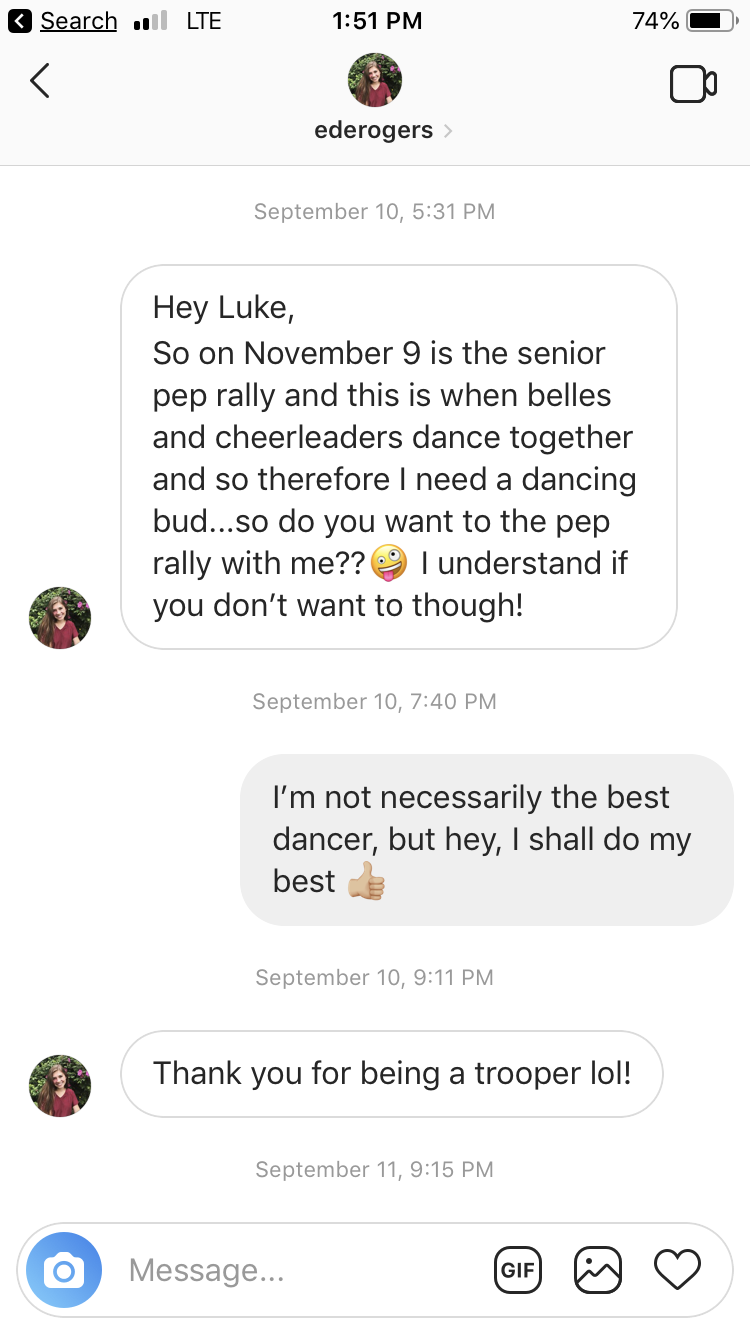 Search LTE 1:51 PM 74%
ederogers
September 10, 5:31 PM
Hey Luke,
So on November 9 is the senior
pep rally and this is when belles
and cheerleaders dance together
and so therefore I need a dancing
bud...so do you want to the pep
rally with me??🤪 I understand if
you don’t want to though!
September 10, 7:40 PM
I’m not necessarily the best
dancer, but hey, I shall do my
best 👍🏼
September 10, 9:11 PM
Thank you for being a trooper lol!
September 11, 9:15 PM
Message...
GIF